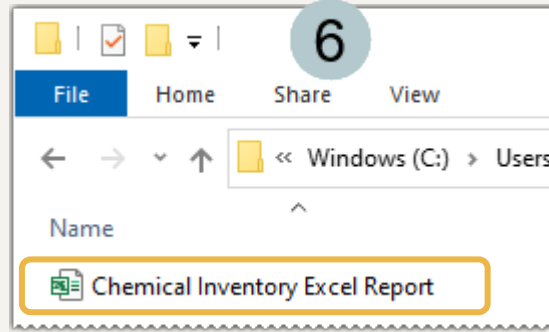 6
File Home Share View
« Windows (C:) > Users
Name
Chemical Inventory Excel Report